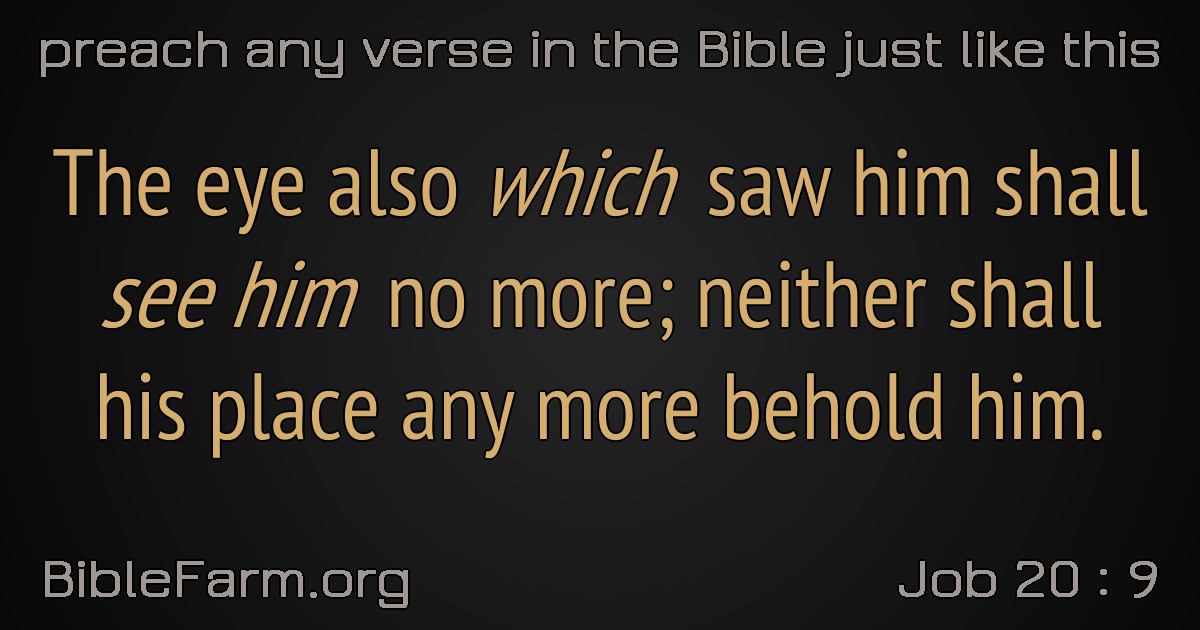 preach any verse in the Bible just like this
The eye also which saw him shall
see him no more; neither shall
his place any more behold him.
BibleFarm.org
Job 20 : 9